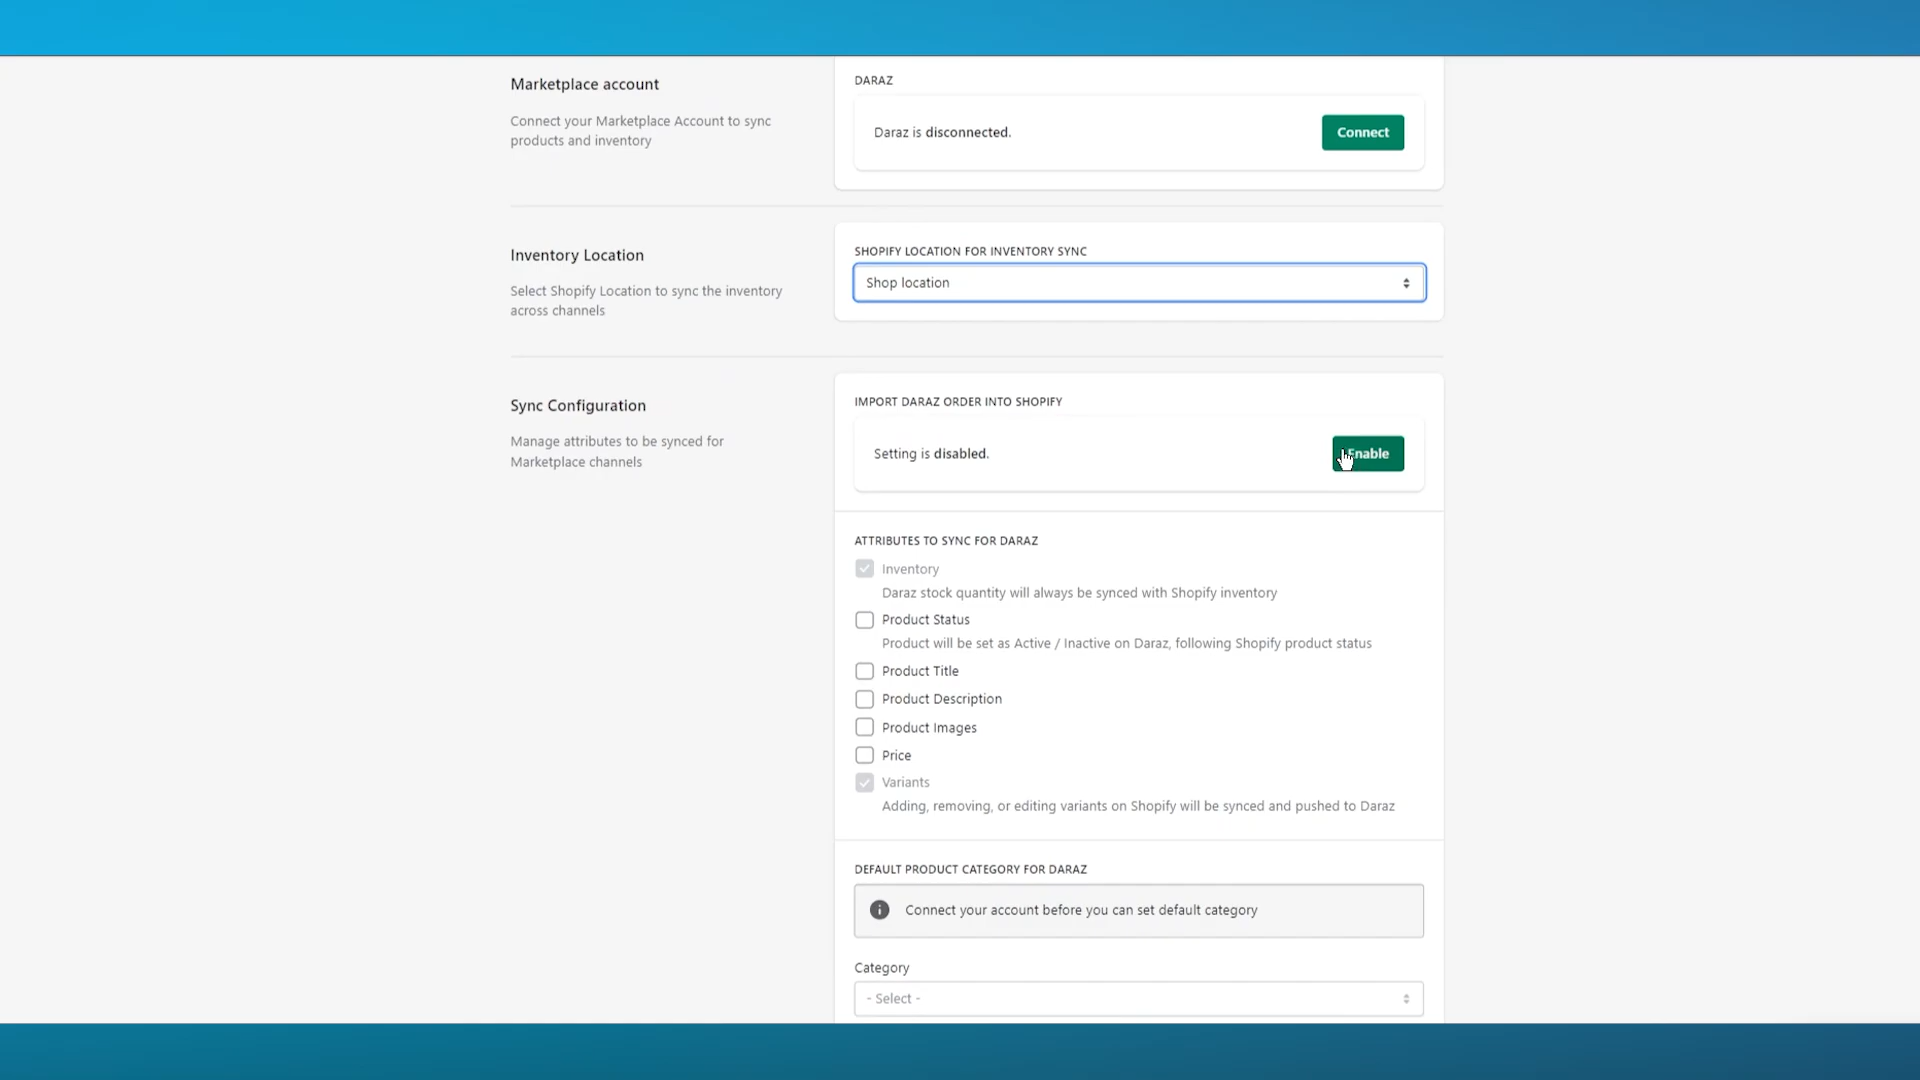 Marketplace account
Connect your Marketplace Account to sync
products and inventory
DARAZ
Daraz is disconnected.
Connect
Inventory Location
Select Shopify Location to sync the inventory
across channels
SHOPIFY LOCATION FOR INVENTORY SYNC
Shop location
Sync Configuration
Manage attributes to be synced for
Marketplace channels
IMPORT DARAZ ORDER INTO SHOPIFY
Setting is disabled.
Enable
ATTRIBUTES TO SYNC FOR DARAZ
Inventory
Daraz stock quantity will always be synced with Shopify inventory
Product Status
Product will be set as Active / Inactive on Daraz, following Shopify product status
Product Title
Product Description
Product Images
Price
Variants
Adding, removing, or editing variants on Shopify will be synced and pushed to Daraz
DEFAULT PRODUCT CATEGORY FOR DARAZ
Connect your account before you can set default category
Category
- Select -